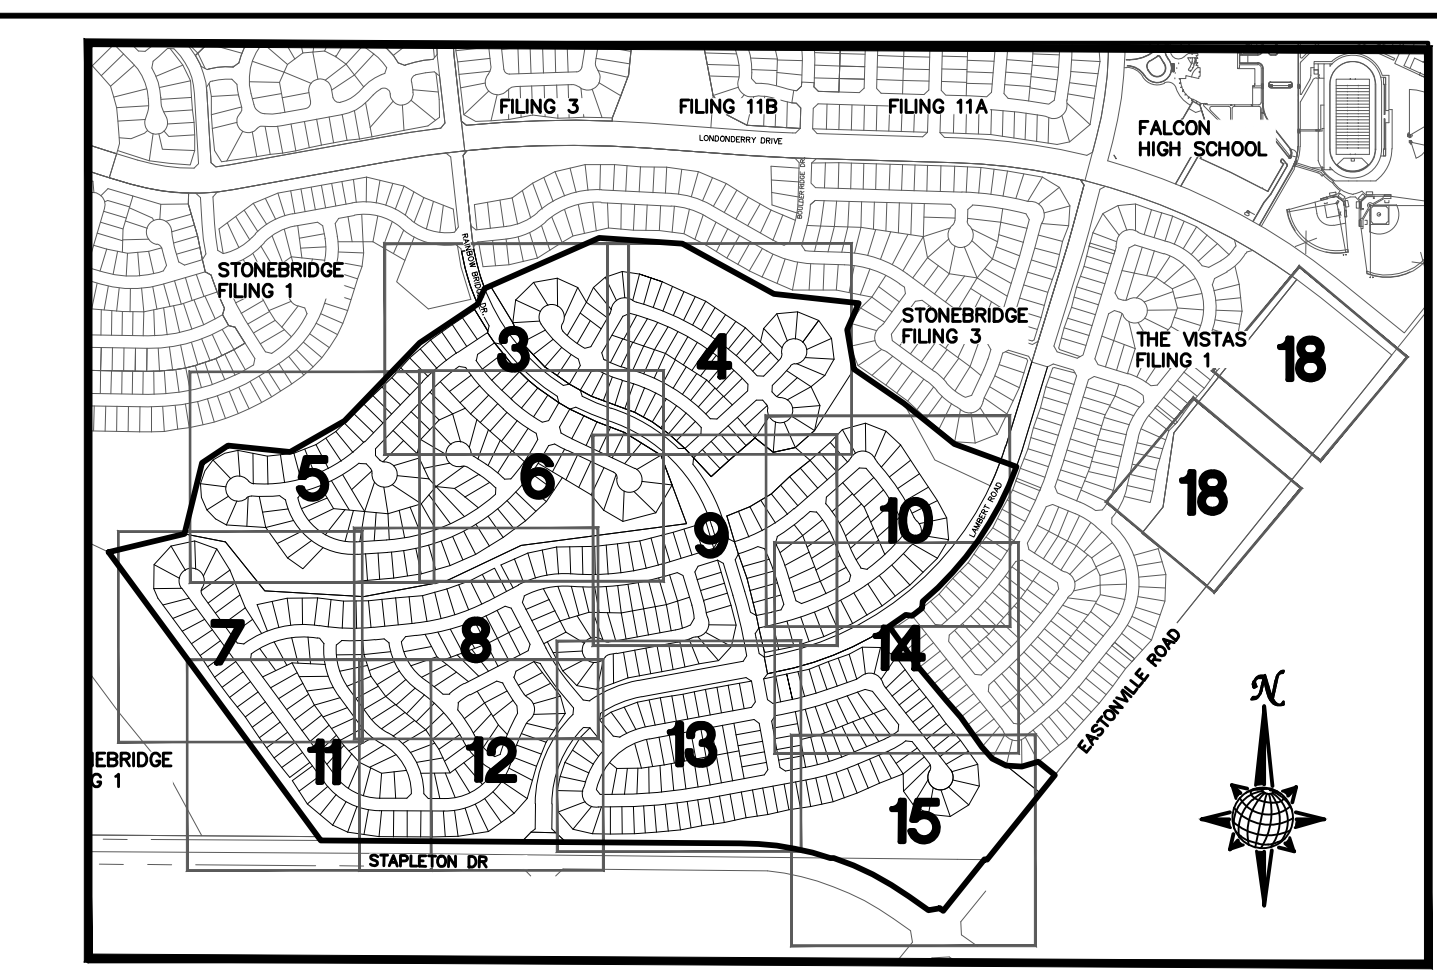 FILING 3
FILING 11B
FILING 11A
FALCON
HIGH SCHOOL
LONDONDERRY DRIVE
BOULDER RIDGE DR.
RAINBOW BRIDGE DR.
STONEBRIDGE
FILING 1
STONEBRIDGE
FILING 3
THE VISTAS
FILING 1
3
4
18
5
6
18
9
10
LAMBERT ROAD
7
8
14
EASTONVILLE ROAD
N
11
12
13
NEBRIDGE
G 1
15
STAPLETON DR